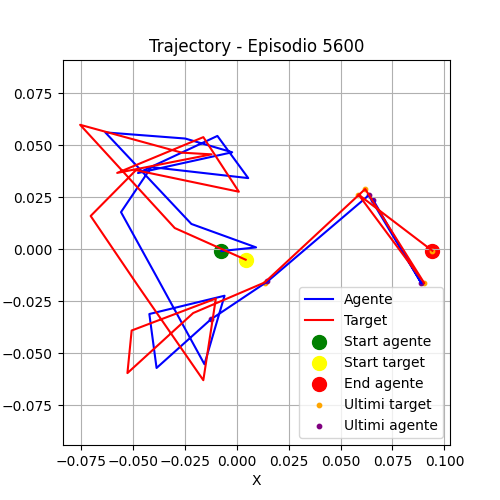 Trajectory - Episodio 5600
0.075
0.050
0.025
0.000
−0.025
−0.050
−0.075
−0.075 −0.050 −0.025 0.000 0.025 0.050 0.075 0.100
X
Agente
Target
Start agente
Start target
End agente
Ultimi target
Ultimi agente